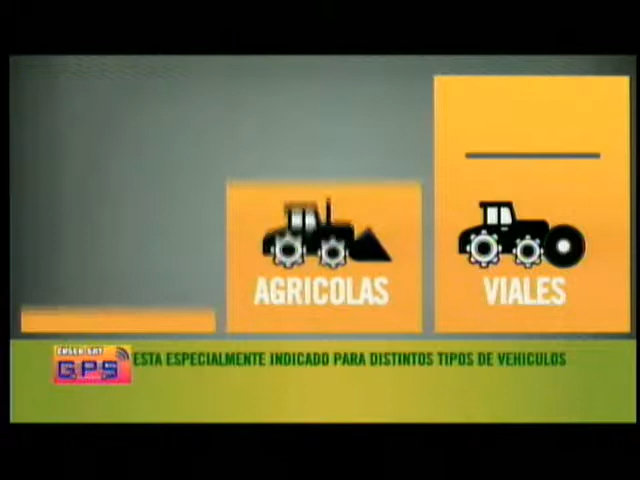 AGRICOLAS
VIALES
GPS
ESTA ESPECIALMENTE INDICADO PARA DISTINTOS TIPOS DE VEHICULOS